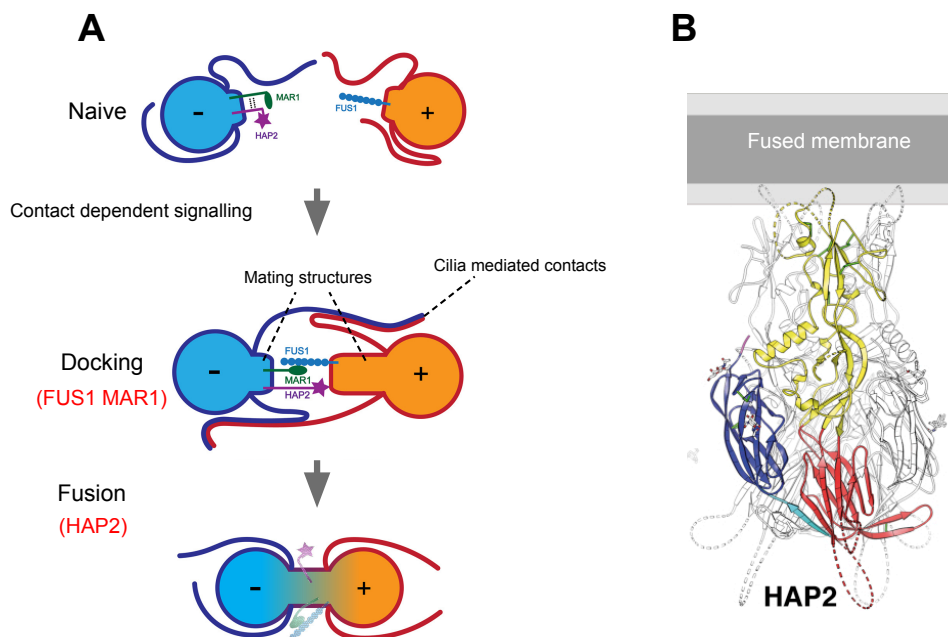 A
B
Naive
-
MAR1
HAP2
FUS1
+
Fused membrane
Contact dependent signalling
Mating structures
Cilia mediated contacts
Docking
(FUS1 MAR1)
-
FUS1
MAR1
HAP2
+
Fusion
(HAP2)
-
+
HAP2